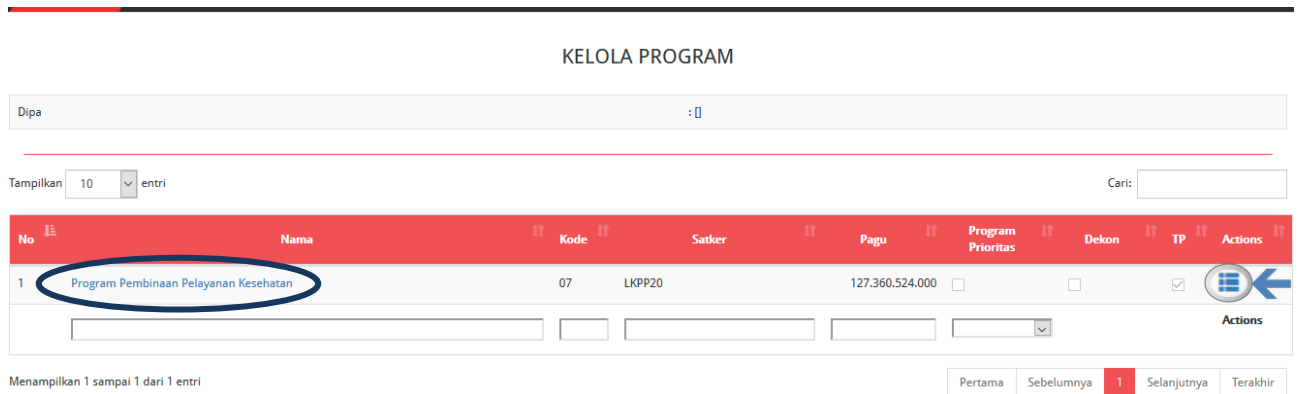 KELOLA PROGRAM
Dipa : []
Tampilkan 10 entri Cari:
No Nama Kode Satker Pagu Program Prioritas Dekon TP Actions
1 Program Pembinaan Pelayanan Kesehatan 07 LKPP20 127.360.524.000
Actions
Menampilkan 1 sampai 1 dari 1 entri Pertama Sebelumnya 1 Selanjutnya Terakhir